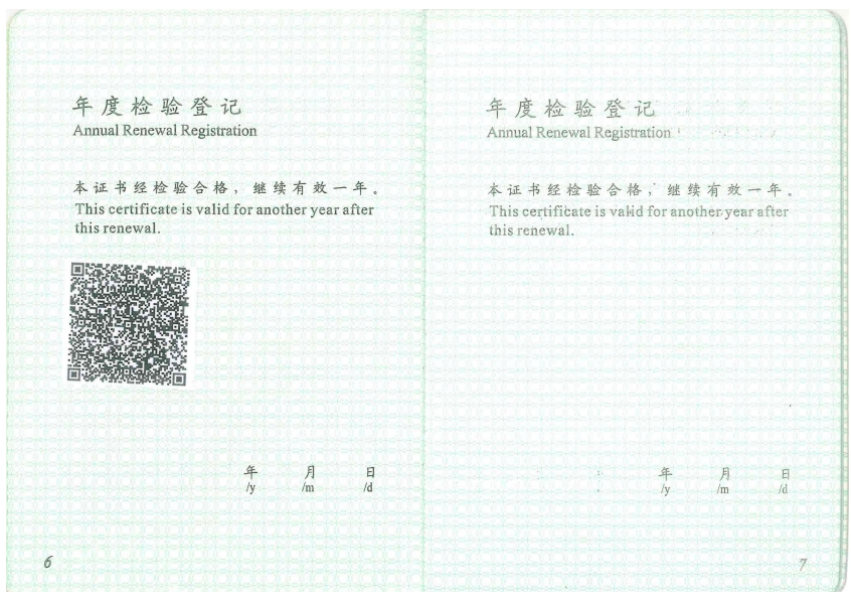 年度检验登记
Annual Renewal Registration
本证书经检验合格，继续有效一年。
This certificate is valid for another year after
this renewal.
年 月 日
/y /m /d
6
年度检验登记
Annual Renewal Registration
本证书经检验合格，继续有效一年。
This certificate is valid for another year after
this renewal.
年 月 日
/y /m /d
7